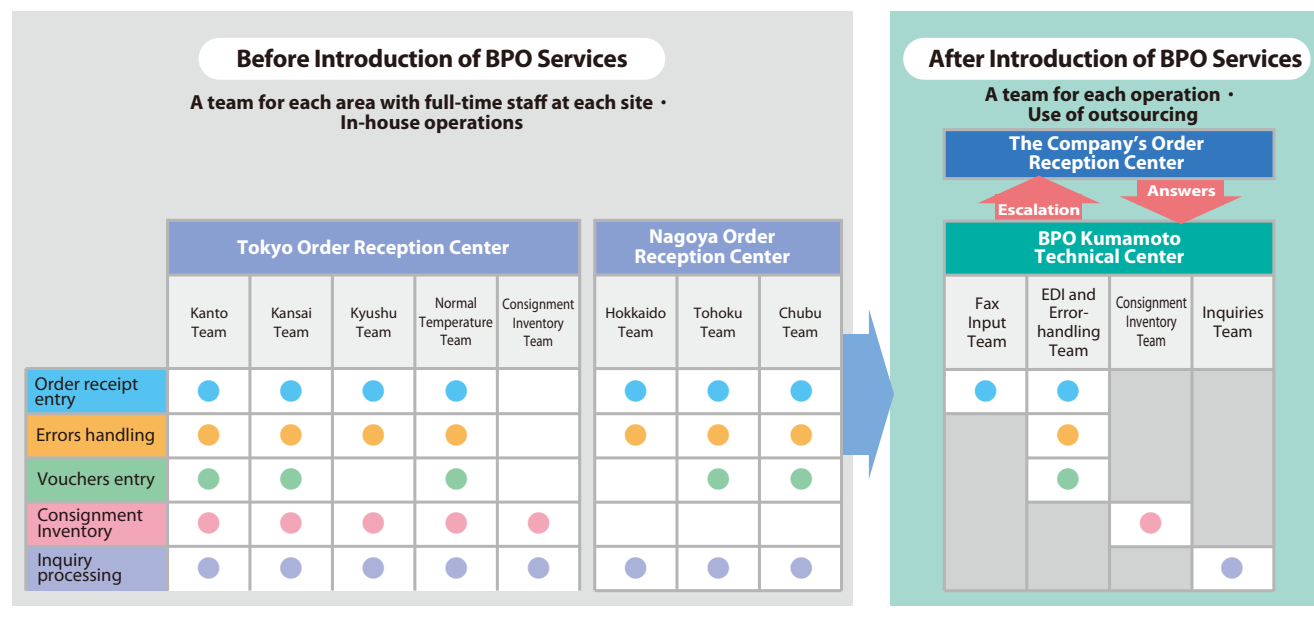 Before Introduction of BPO Services
A team for each area with full-time staff at each site・
In-house operations
Tokyo Order Reception Center
Nagoya Order
Reception Center
Kanto
Team
Kansai
Team
Kyushu
Team
Normal
Temperature
Team
Consignment
Inventory
Team
Hokkaido
Team
Tohoku
Team
Chubu
Team
Order receipt
entry
Errors handling
Vouchers entry
Consignment
Inventory
Inquiry
processing
After Introduction of BPO Services
A team for each operation・
Use of outsourcing
The Company's Order
Reception Center
Escalation
Answers
BPO Kumamoto
Technical Center
Fax
Input
Team
EDI and
Error-
handling
Team
Consignment
Inventory
Team
Inquiries
Team